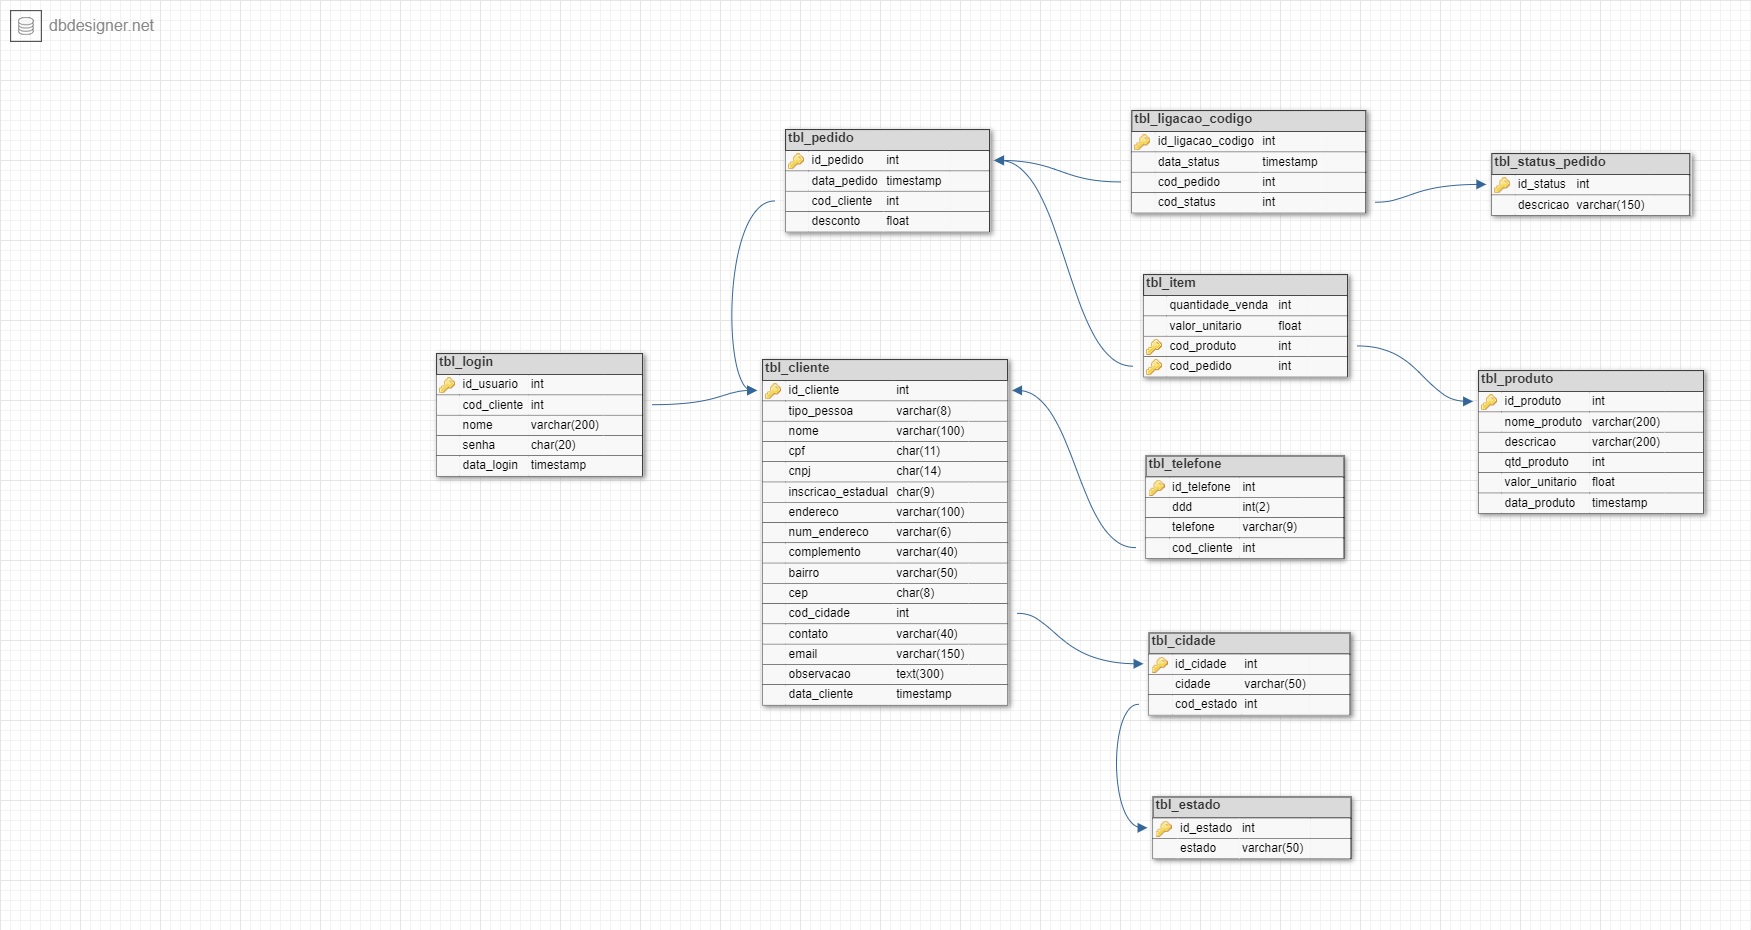 dbdesigner.net
tbl_pedido
id_pedido int
data_pedido timestamp
cod_cliente int
desconto float
tbl_ligacao_codigo
id_ligacao_codigo int
data_status timestamp
cod_pedido int
cod_status int
tbl_status_pedido
id_status int
descricao varchar(150)
tbl_item
quantidade_venda int
valor_unitario float
cod_produto int
cod_pedido int
tbl_login
id_usuario int
cod_cliente int
nome varchar(200)
senha char(20)
data_login timestamp
tbl_cliente
id_cliente int
tipo_pessoa varchar(8)
nome varchar(100)
cpf char(11)
cnpj char(14)
inscricao_estadual char(9)
endereco varchar(100)
num_endereco varchar(6)
complemento varchar(40)
bairro varchar(50)
cep char(8)
cod_cidade int
contato varchar(40)
email varchar(150)
observacao text(300)
data_cliente timestamp
tbl_produto
id_produto int
nome_produto varchar(200)
descricao varchar(200)
qtd_produto int
valor_unitario float
data_produto timestamp
tbl_telefone
id_telefone int
ddd int(2)
telefone varchar(9)
cod_cliente int
tbl_cidade
id_cidade int
cidade varchar(50)
cod_estado int
tbl_estado
id_estado int
estado varchar(50)